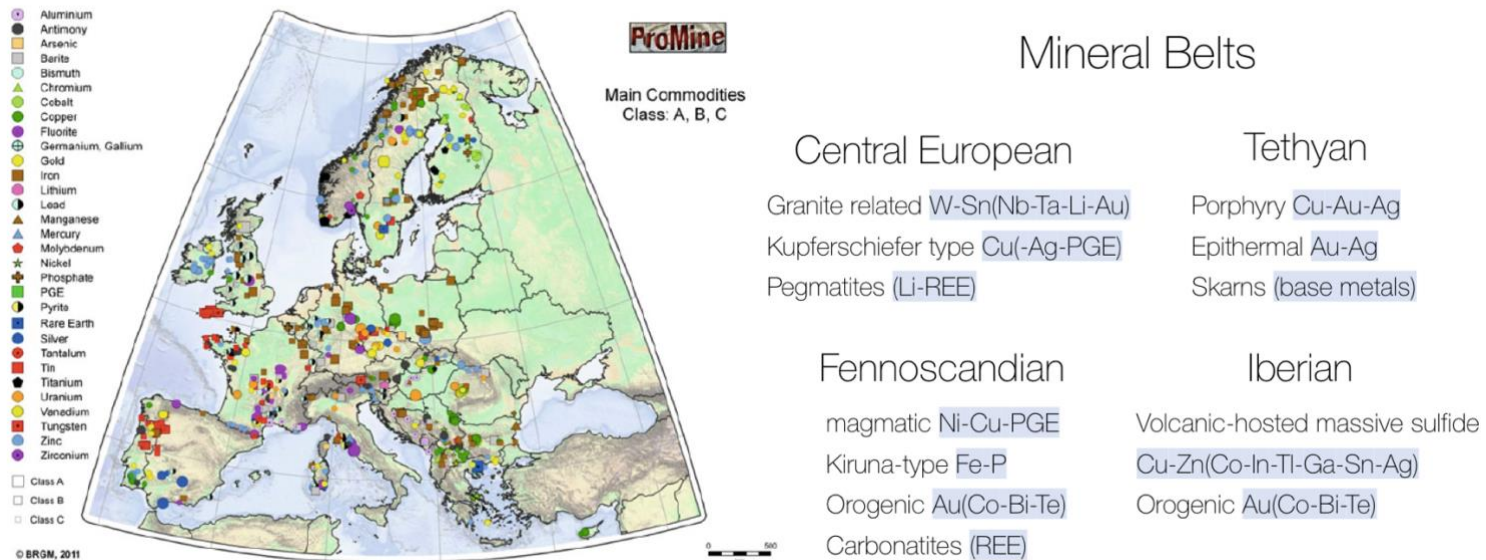 Aluminium
Antimony
Arsenic
Barite
Bismuth
Chromium
Cobalt
Copper
Fluorite
Germanium, Gallium
Gold
Iron
Lithium
Lead
Manganese
Mercury
Molybdenum
Nickel
Phosphate
PGE
Pyrite
Rare Earth
Silver
Tantalum
Tin
Titanium
Uranium
Venedium
Tungsten
Zinc
Zirconium
Class A
Class B
Class C
© BRGM, 2011
ProMine
Main Commodities
Class: A, B, C
0 500
Mineral Belts
Central European
Granite related W-Sn(Nb-Ta-Li-Au)
Kupferschiefer type Cu(-Ag-PGE)
Pegmatites (Li-REE)
Tethyan
Porphyry Cu-Au-Ag
Epithermal Au-Ag
Skarns (base metals)
Fennoscandian
magmatic Ni-Cu-PGE
Kiruna-type Fe-P
Orogenic Au(Co-Bi-Te)
Carbonatites (REE)
Iberian
Volcanic-hosted massive sulfide
Cu-Zn(Co-In-Tl-Ga-Sn-Ag)
Orogenic Au(Co-Bi-Te)